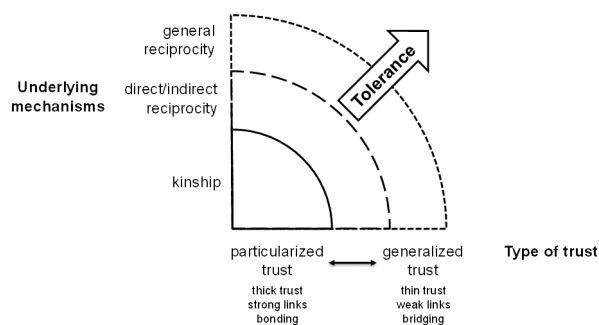 general
reciprocity
Underlying
mechanisms
direct/indirect
reciprocity
Tolerance
kinship
particularized
trust
generalized
trust
Type of trust
thick trust
strong links
bonding
thin trust
weak links
bridging